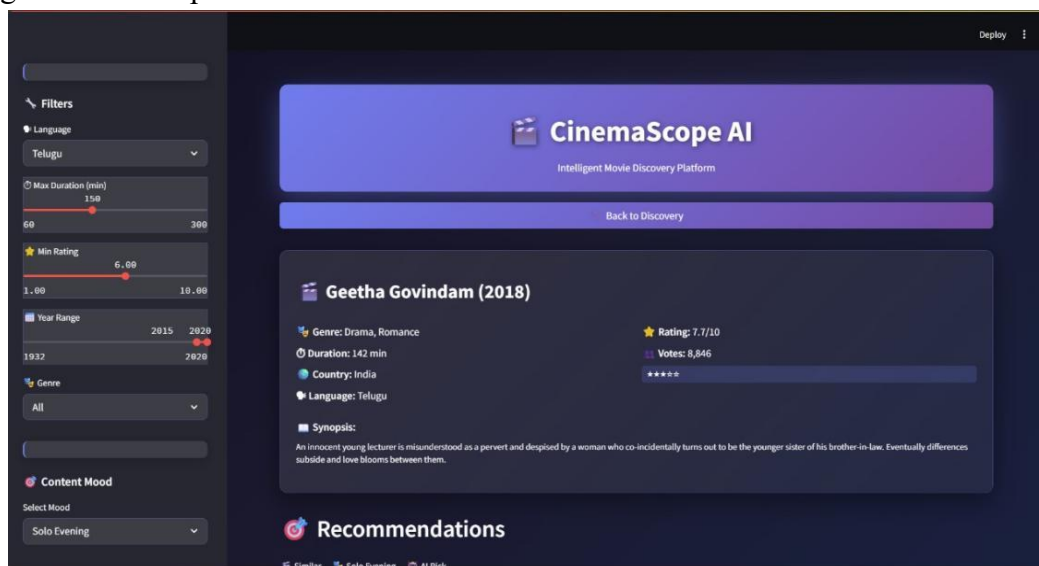 Deploy
Filters
Language
Telugu
Max Duration (min)
150
60 300
Min Rating
6.00
1.00 10.00
Year Range
2015 2020
1932 2020
Genre
All
Content Mood
Select Mood
Solo Evening
CinemaScope AI
Intelligent Movie Discovery Platform
Back to Discovery
Geetha Govindam (2018)
Genre: Drama, Romance
Duration: 142 min
Country: India
Language: Telugu
Rating: 7.7/10
Votes: 8,846
★★★☆☆
Synopsis:
An innocent young lecturer is misunderstood as a pervert and despised by a woman who co-incidentally turns out to be the younger sister of his brother-in-law. Eventually differences
subside and love blooms between them.
Recommendations
Similar Solo Evening AI Pick